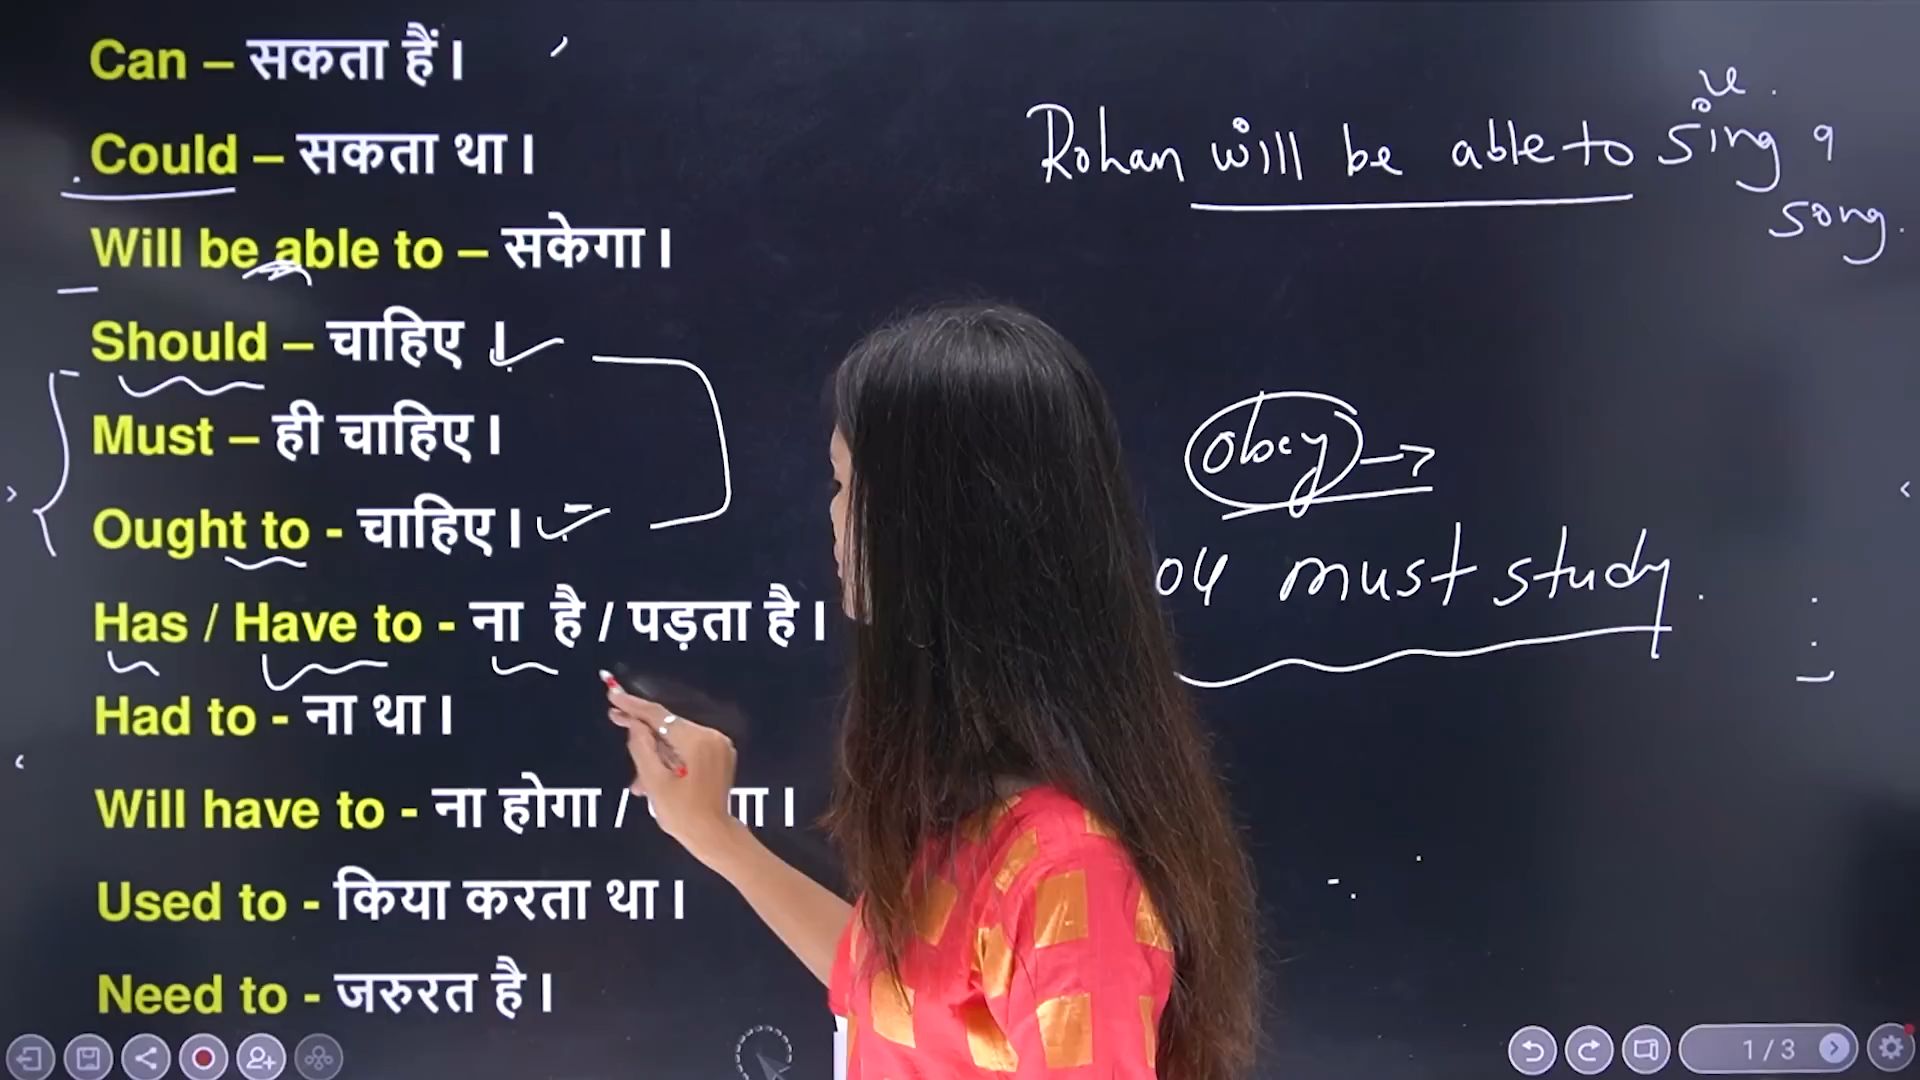 Can – सकता हैं।
Could – सकता था।
Will be able to – सकेगा।
Should – चाहिए ।
Must – ही चाहिए।
Ought to - चाहिए।
Has / Have to - ना है / पड़ता है।
Had to - ना था।
Will have to - ना होगा / गा।
Used to - किया करता था।
Need to - जरुरत है।
Rohan will be able to sing a
song.
obey
must study.
1 / 3